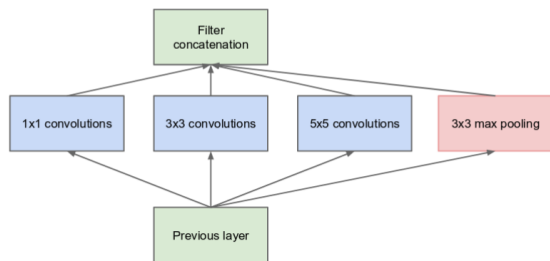 Filter
concatenation
1x1 convolutions
3x3 convolutions
5x5 convolutions
3x3 max pooling
Previous layer